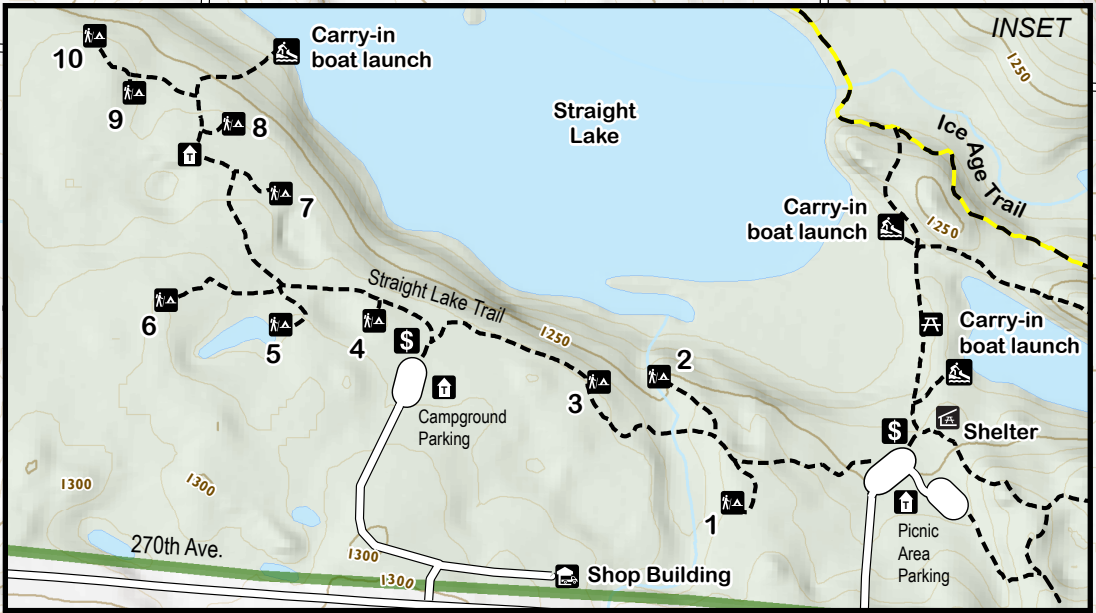 INSET
1250
10
Carry-in
boat launch
9
8
Straight
Lake
Ice Age Trail
7
Carry-in
boat launch
1250
6
Straight Lake Trail
5
4
$
1250
2
Carry-in
boat launch
3
T
Campground
Parking
$
Shelter
1300
1300
1
T
Picnic
Area
Parking
270th Ave.
1300
1300
Shop Building
T